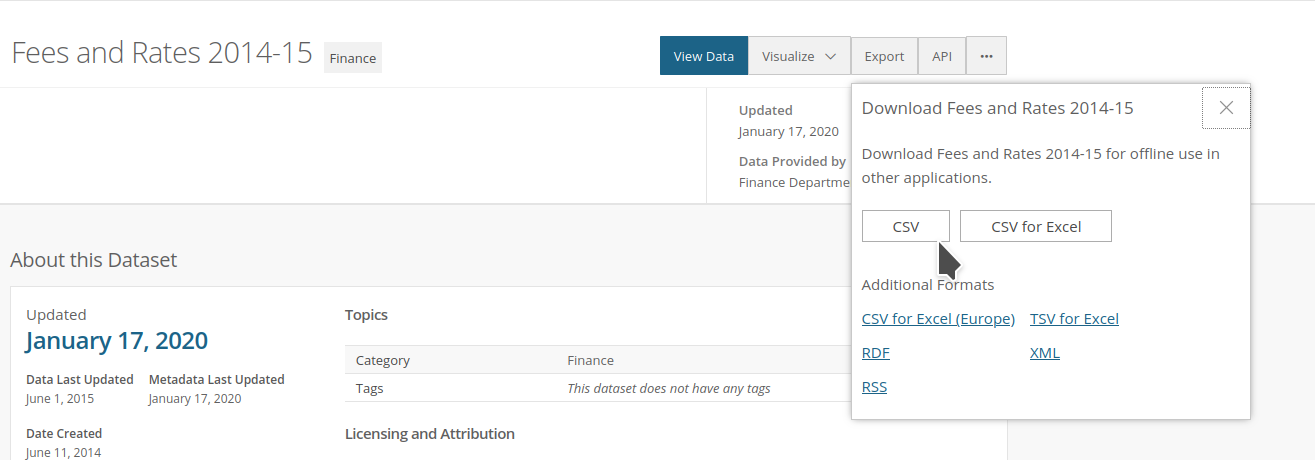 Fees and Rates 2014-15 Finance
View Data Visualize Export API ···
Updated
January 17, 2020
Data Provided by
Finance Departme
Download Fees and Rates 2014-15
Download Fees and Rates 2014-15 for offline use in
other applications.
CSV CSV for Excel
Additional Formats
CSV for Excel (Europe) TSV for Excel
RDF XML
RSS
About this Dataset
Updated
January 17, 2020
Data Last Updated Metadata Last Updated
June 1, 2015 January 17, 2020
Date Created
June 11, 2014
Topics
Category Finance
Tags This dataset does not have any tags
Licensing and Attribution